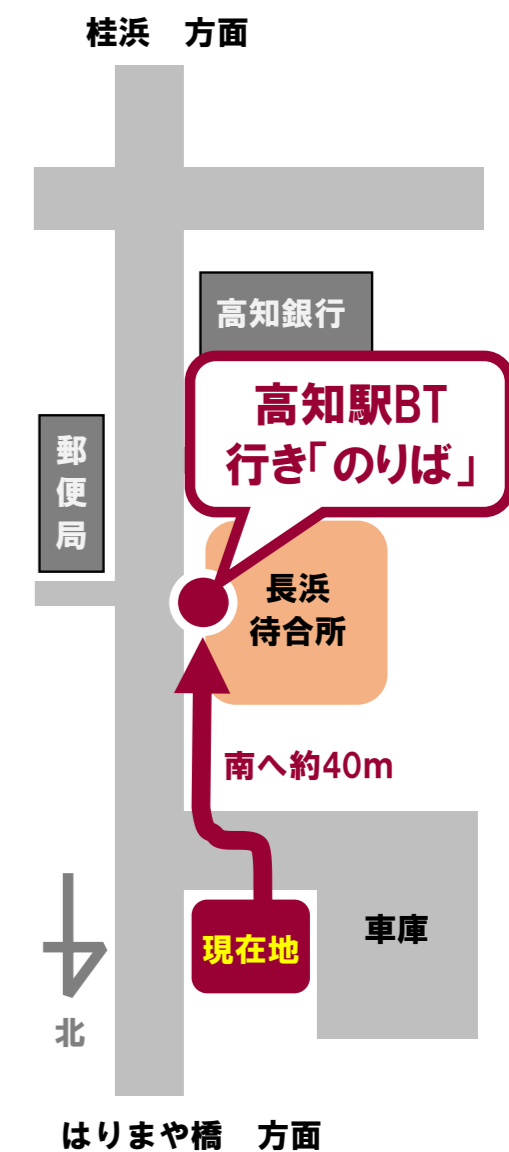 桂浜　方面
高知銀行
高知駅BT
行き「のりば」
郵
便
局
長浜
待合所
南へ約40m
車庫
現在地
北
はりまや橋　方面